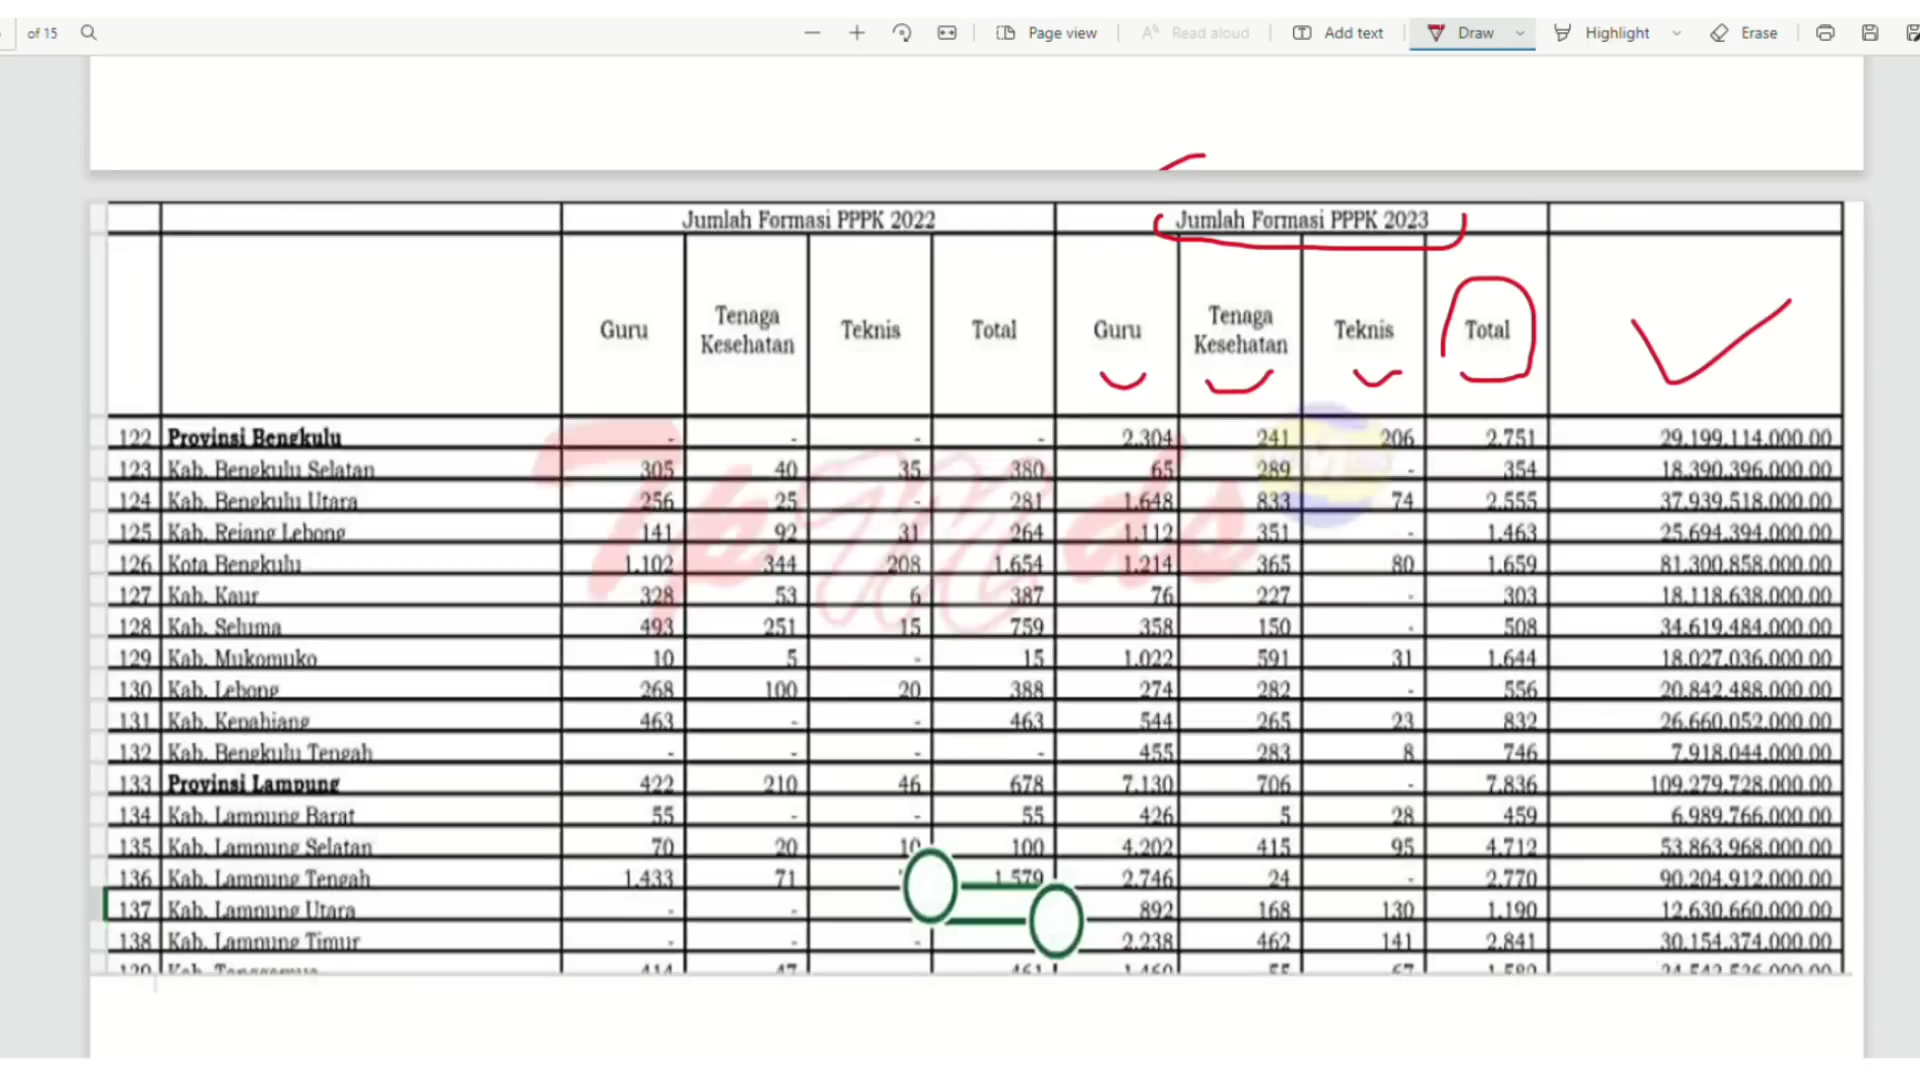 of 15 Page view Read aloud Add text Draw Highlight Erase
Jumlah Formasi PPPK 2022 Jumlah Formasi PPPK 2023
Guru Tenaga Kesehatan Teknis Total Guru Tenaga Kesehatan Teknis Total
122 Provinsi Bengkulu - - - - 2.304 241 206 2.751 29.199.114.000.00
123 Kab. Bengkulu Selatan 305 40 35 380 65 289 - 354 18.390.396.000.00
124 Kab. Bengkulu Utara 256 25 - 281 1.648 833 74 2.555 37.939.518.000.00
125 Kab. Rejang Lebong 141 92 31 264 1.112 351 - 1.463 25.694.394.000.00
126 Kota Bengkulu 1.102 344 208 1.654 1.214 365 80 1.659 81.300.858.000.00
127 Kab. Kaur 328 53 6 387 76 227 - 303 18.118.638.000.00
128 Kab. Seluma 493 251 15 759 358 150 - 508 34.619.484.000.00
129 Kab. Mukomuko 10 5 - 15 1.022 591 31 1.644 18.027.036.000.00
130 Kab. Lebong 268 100 20 388 274 282 - 556 20.842.488.000.00
131 Kab. Kepahiang 463 - - 463 544 265 23 832 26.660.052.000.00
132 Kab. Bengkulu Tengah - - - - 455 283 8 746 7.918.044.000.00
133 Provinsi Lampung 422 210 46 678 7.130 706 - 7.836 109.279.728.000.00
134 Kab. Lampung Barat 55 - - 55 426 5 28 459 6.989.766.000.00
135 Kab. Lampung Selatan 70 20 10 100 4.202 415 95 4.712 53.863.968.000.00
136 Kab. Lampung Tengah 1.433 71 1.579 2.746 24 - 2.770 90.204.912.000.00
137 Kab. Lampung Utara - - 892 168 130 1.190 12.630.660.000.00
138 Kab. Lampung Timur - - - 2.238 462 141 2.841 30.154.374.000.00
Kab. Tanggamus